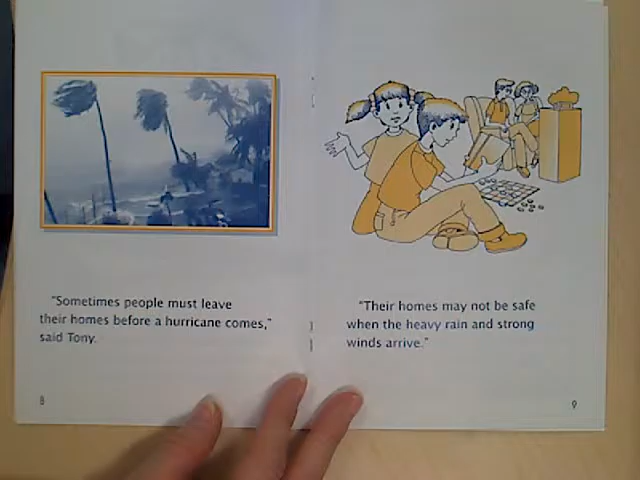 "Sometimes people must leave
their homes before a hurricane comes,"
said Tony.
8
"Their homes may not be safe
when the heavy rain and strong
winds arrive."
9